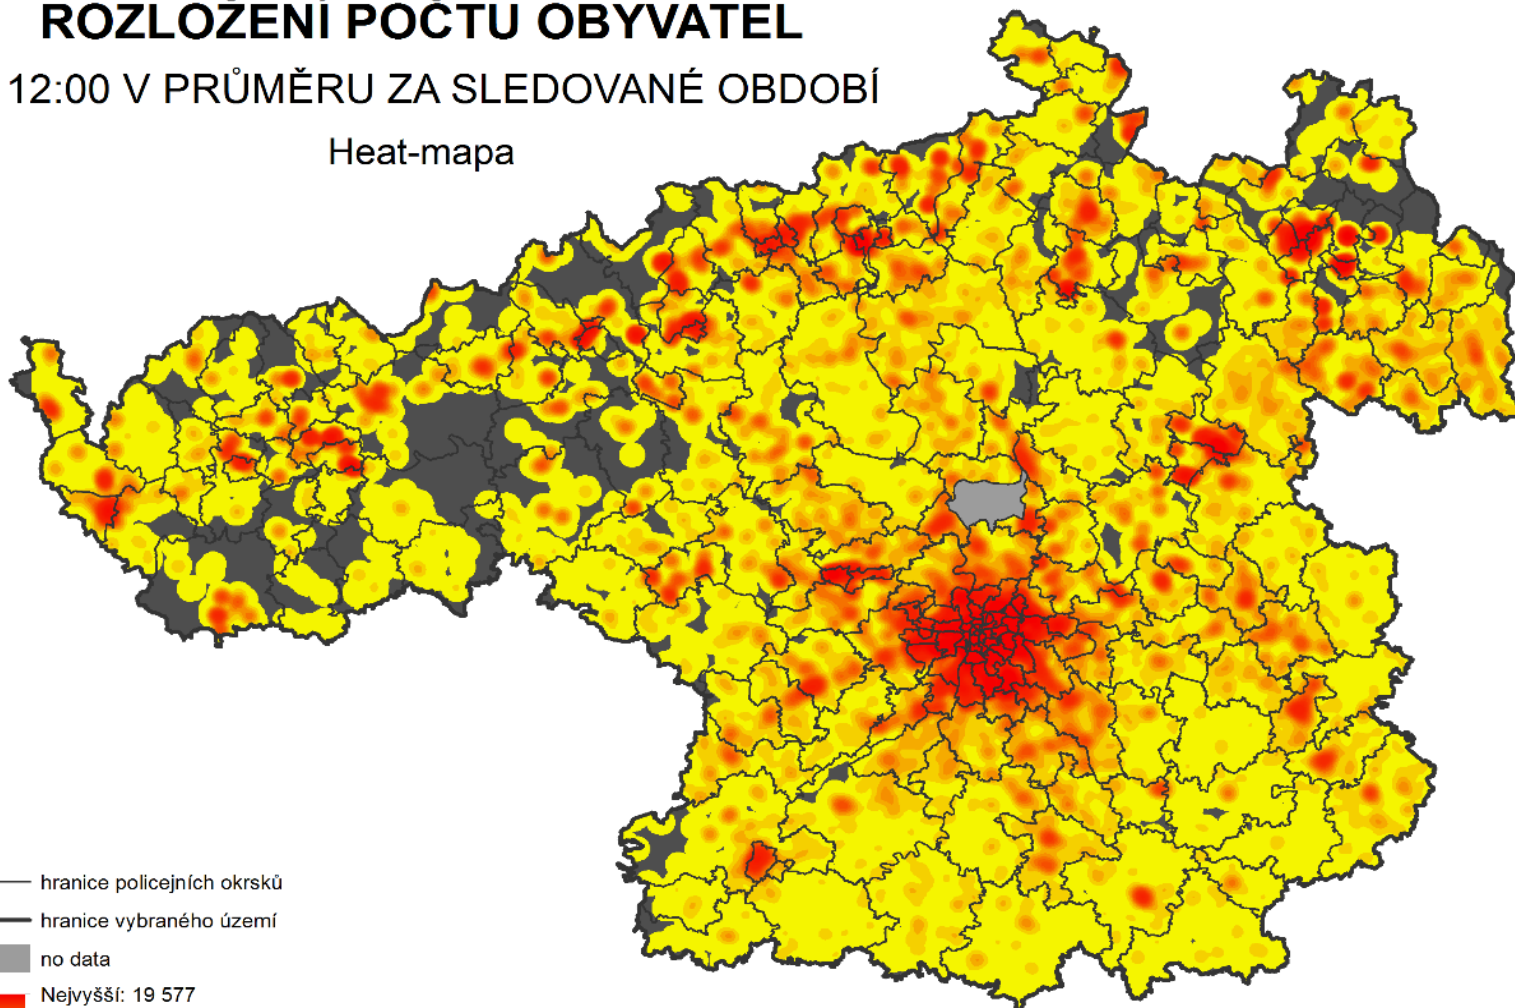 ROZLOŽENÍ POČTU OBYVATEL
12:00 V PRŮMĚRU ZA SLEDOVANÉ OBDOBÍ
Heat-mapa
hranice policejních okrsků
hranice vybraného území
no data
Nejvyšší: 19 577